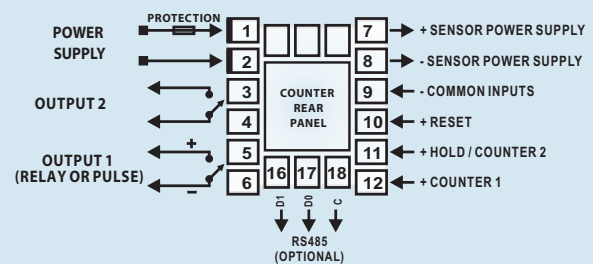 PROTECTION
POWER
SUPPLY
1
2
OUTPUT 2
3
4
OUTPUT 1
(RELAY OR PULSE)
+
−
5
6
COUNTER
REAR
PANEL
7
+ SENSOR POWER SUPPLY
8
- SENSOR POWER SUPPLY
9
- COMMON INPUTS
10
+ RESET
11
+ HOLD / COUNTER 2
12
+ COUNTER 1
16 17 18
D1 D0 C
RS485
(OPTIONAL)